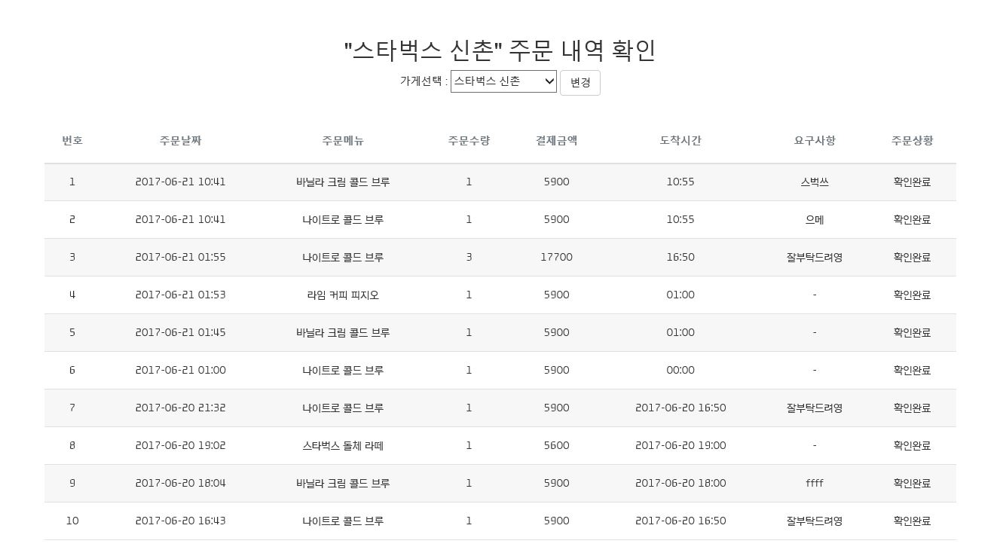 "스타벅스 신촌" 주문 내역 확인
가게선택 : 스타벅스 신촌 변경
번호 주문날짜 주문메뉴 주문수량 결제금액 도착시간 요구사항 주문상황
1 2017-06-21 10:41 바닐라 크림 콜드 브루 1 5900 10:55 스벅쓰 확인완료
2 2017-06-21 10:41 나이트로 콜드 브루 1 5900 10:55 으메 확인완료
3 2017-06-21 01:55 나이트로 콜드 브루 3 17700 16:50 잘부탁드려영 확인완료
4 2017-06-21 01:53 라임 커피 피지오 1 5900 01:00 - 확인완료
5 2017-06-21 01:45 바닐라 크림 콜드 브루 1 5900 01:00 - 확인완료
6 2017-06-21 01:00 나이트로 콜드 브루 1 5900 00:00 - 확인완료
7 2017-06-20 21:32 나이트로 콜드 브루 1 5900 2017-06-20 16:50 잘부탁드려영 확인완료
8 2017-06-20 19:02 스타벅스 돌체 라떼 1 5600 2017-06-20 19:00 - 확인완료
9 2017-06-20 18:04 바닐라 크림 콜드 브루 1 5900 2017-06-20 18:00 ffff 확인완료
10 2017-06-20 16:43 나이트로 콜드 브루 1 5900 2017-06-20 16:50 잘부탁드려영 확인완료